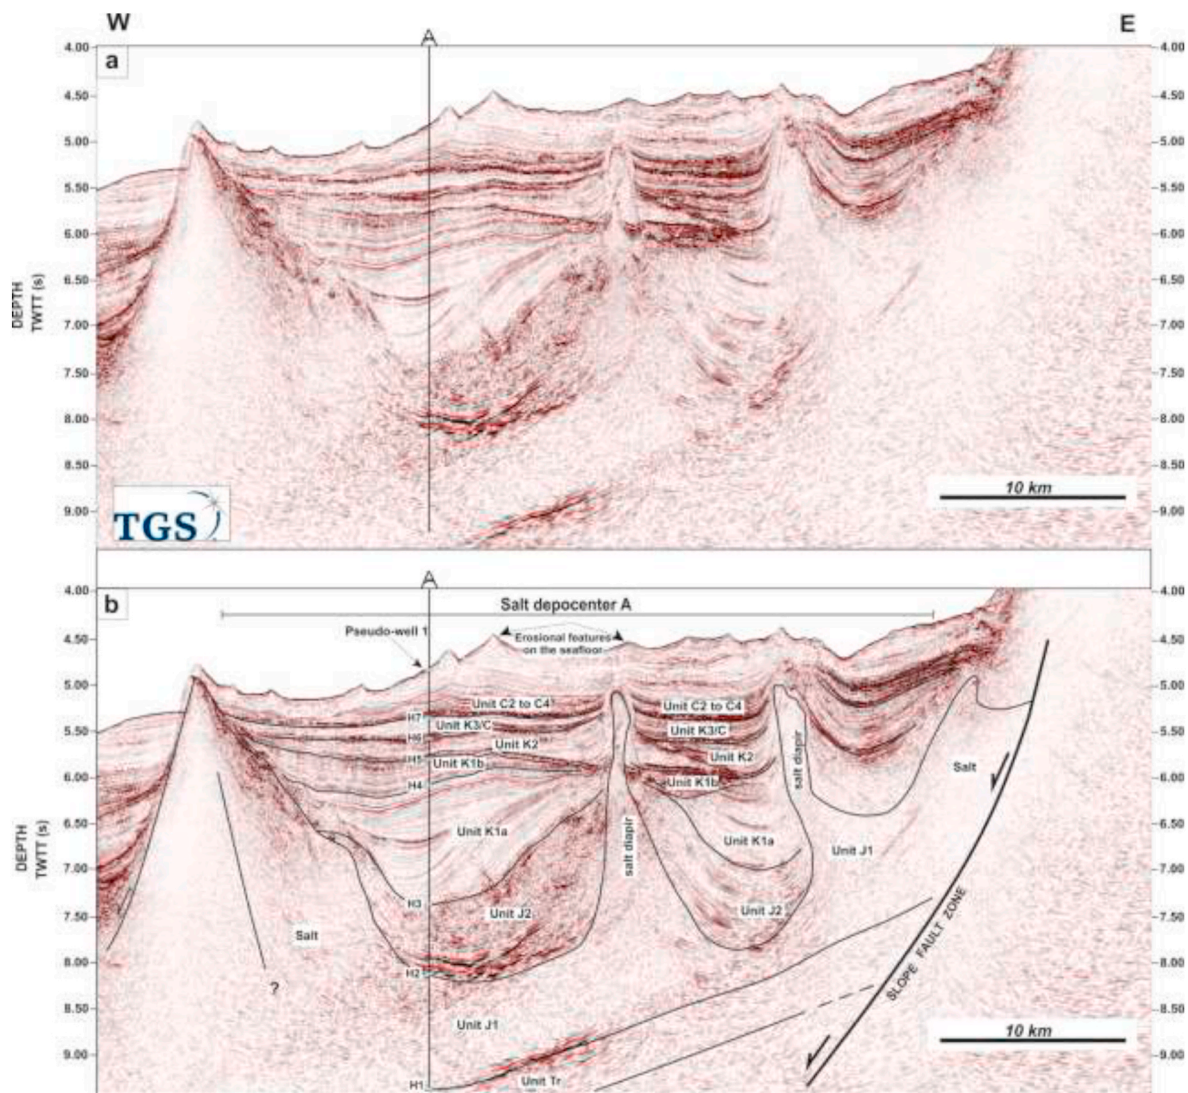 W
E
A
a
4.00
4.00
4.50
4.50
5.00
5.00
5.50
5.50
6.00
6.00
6.50
6.50
7.00
7.00
7.50
7.50
8.00
8.00
8.50
8.50
9.00
9.00
DEPTH
TWTT (s)
10 km
TGS
A
b
4.00
4.00
Salt depocenter A
Pseudo-well 1
Erosional features
on the seafloor
4.50
4.50
5.00
5.00
5.50
5.50
6.00
6.00
6.50
6.50
7.00
7.00
7.50
7.50
8.00
8.00
8.50
8.50
9.00
9.00
DEPTH
TWTT (s)
H7
Unit C2 to C4
Unit C2 to C4
Unit K3/C
Unit K3/C
H6
Unit K2
Unit K2
H5
Unit K1b
Unit K1b
H4
salt diapir
Salt
Unit K1a
Unit K1a
salt diapir
Unit J1
H3
Unit J2
Unit J2
Salt
H2
?
SLOPE FAULT ZONE
Unit J1
10 km
H1
Unit Tr